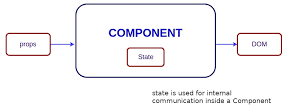 COMPONENT
props
State
DOM
state is used for internal
communication inside a Component